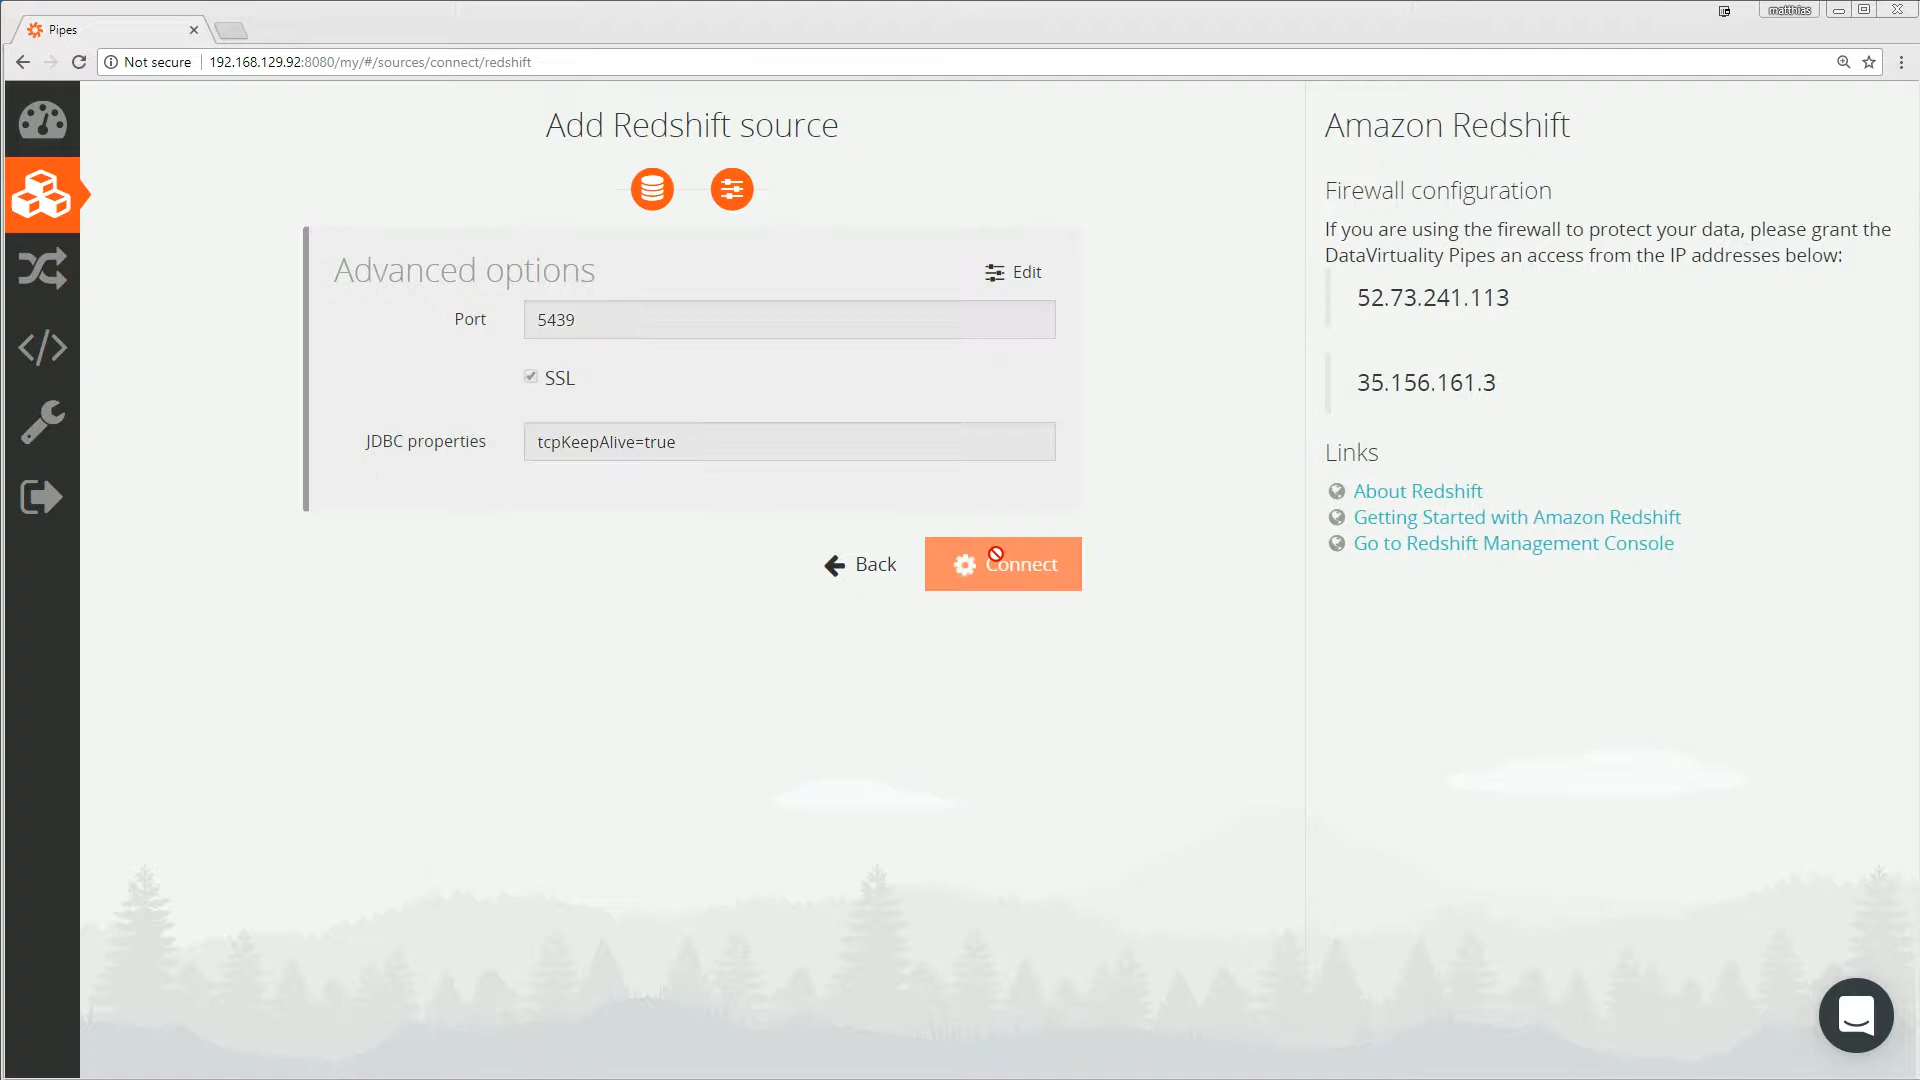 Pipes
matthias
Not secure
192.168.129.92:8080/my/#/sources/connect/redshift
Add Redshift source
Advanced options
Edit
Port
5439
SSL
JDBC properties
tcpKeepAlive=true
Back
Connect
Amazon Redshift
Firewall configuration
If you are using the firewall to protect your data, please grant the
DataVirtuality Pipes an access from the IP addresses below:
52.73.241.113
35.156.161.3
Links
About Redshift
Getting Started with Amazon Redshift
Go to Redshift Management Console